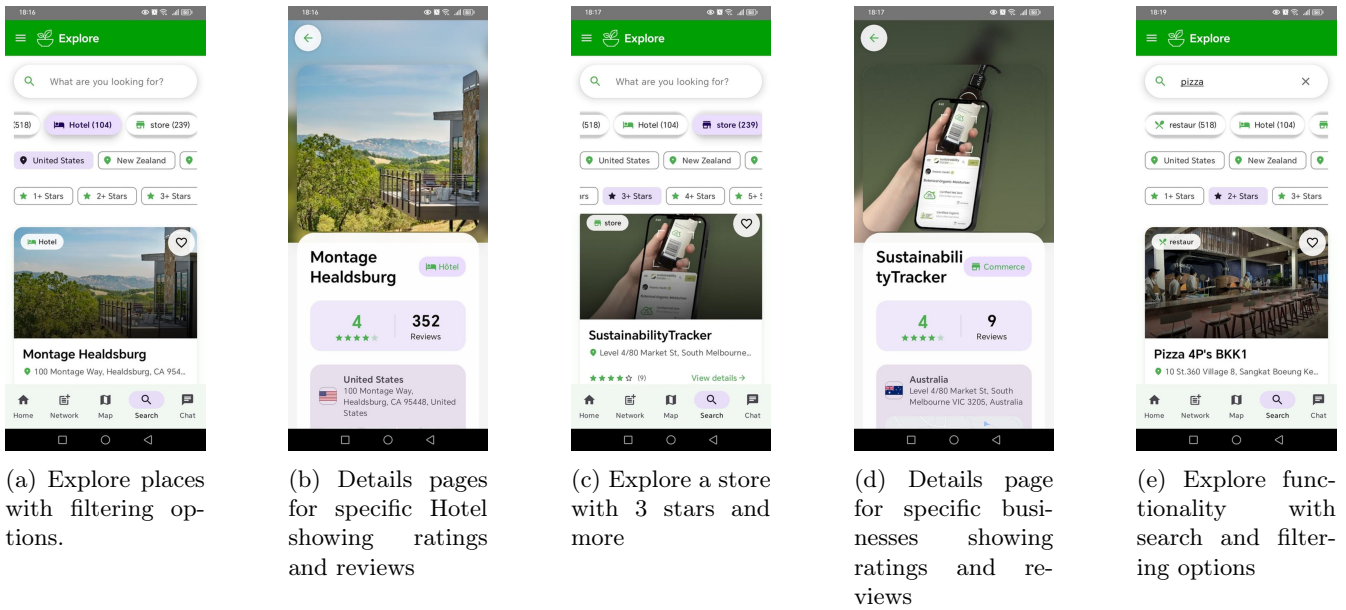 18:16
Explore
What are you looking for?
(518)
Hotel (104)
store (239)
United States
New Zealand
1+ Stars
2+ Stars
3+ Stars
Hotel
Montage Healdsburg
100 Montage Way, Healdsburg, CA 954...
Home
Network
Map
Search
Chat
(a) Explore places
with filtering op-
tions.
18:16
Montage
Healdsburg
Hôtel
4
352
Reviews
United States
100 Montage Way,
Healdsburg, CA 95448, United
States
(b) Details pages
for specific Hotel
showing ratings
and reviews
18:17
Explore
What are you looking for?
(518)
Hotel (104)
store (239)
United States
New Zealand
3+ Stars
4+ Stars
store
SustainabilityTracker
Level 4/80 Market St, South Melbourne...
(9)
View details →
Home
Network
Map
Search
Chat
(c) Explore a store
with 3 stars and
more
18:17
Sustainabili
tyTracker
Commerce
4
9
Reviews
Australia
Level 4/80 Market St, South
Melbourne VIC 3205, Australia
(d) Details page
for specific busi-
nesses showing
ratings and re-
views
18:19
Explore
pizza
restaur (518)
Hotel (104)
United States
New Zealand
1+ Stars
2+ Stars
3+ Stars
restaur
Pizza 4P's BKK1
10 St.360 Village 8, Sangkat Boeung Ke...
Home
Network
Map
Search
Chat
(e) Explore func-
tionality with
search and filter-
ing options